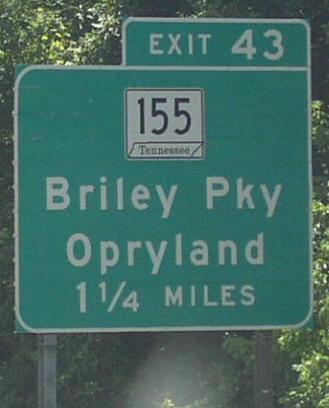 EXIT 43
155
Tennessee
Briley Pky
Opryland
1 1/4 MILES